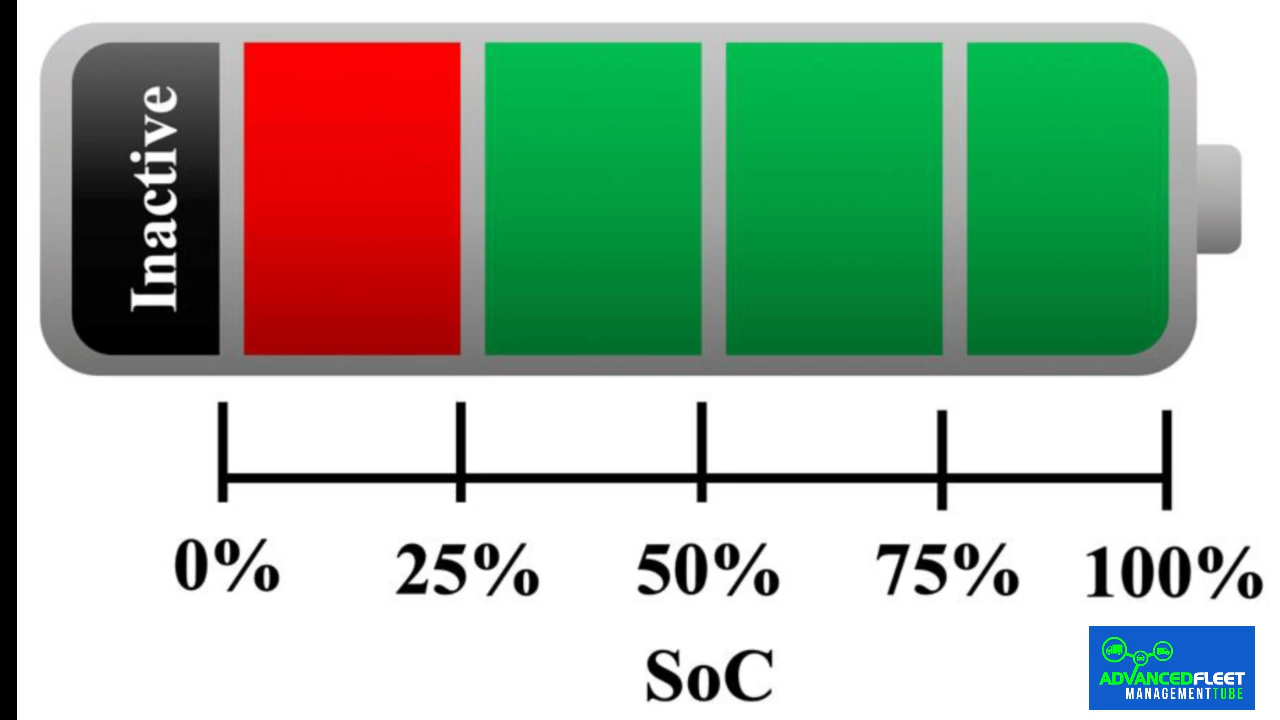 Inactive
0% 25% 50% 75% 100%
SoC
ADVANCEDFLEET
MANAGEMENTTUBE